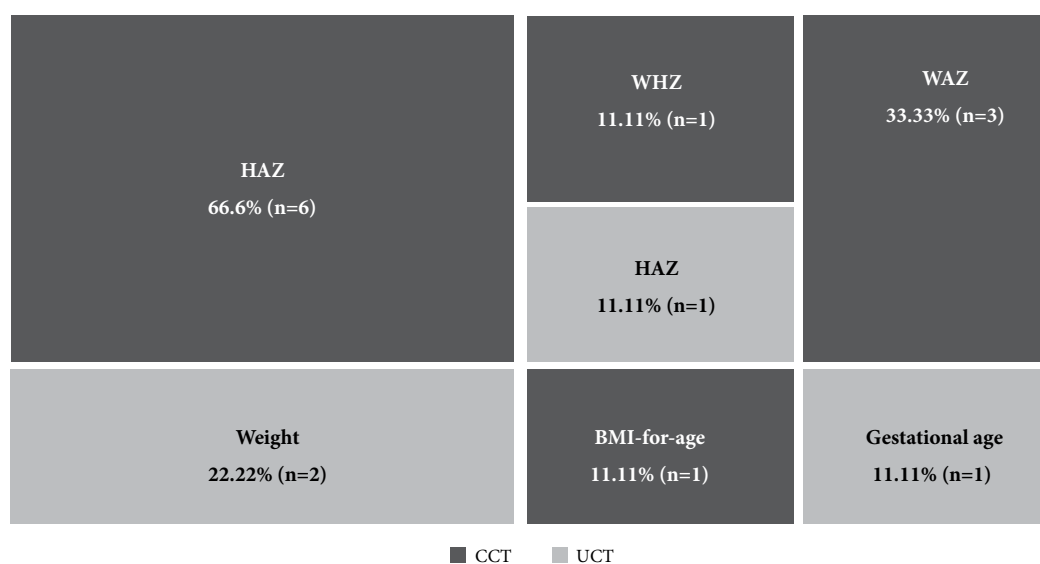 HAZ
66.6% (n=6)
WHZ
11.11% (n=1)
HAZ
11.11% (n=1)
WAZ
33.33% (n=3)
Weight
22.22% (n=2)
BMI-for-age
11.11% (n=1)
Gestational age
11.11% (n=1)
CCT UCT